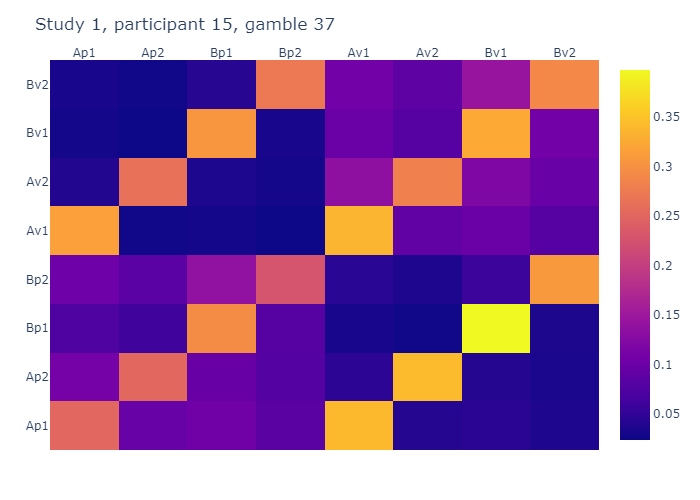 Study 1, participant 15, gamble 37
Ap1 Ap2 Bp1 Bp2 Av1 Av2 Bv1 Bv2
Bv2
Bv1
Av2
Av1
Bp2
Bp1
Ap2
Ap1
0.35
0.3
0.25
0.2
0.15
0.1
0.05